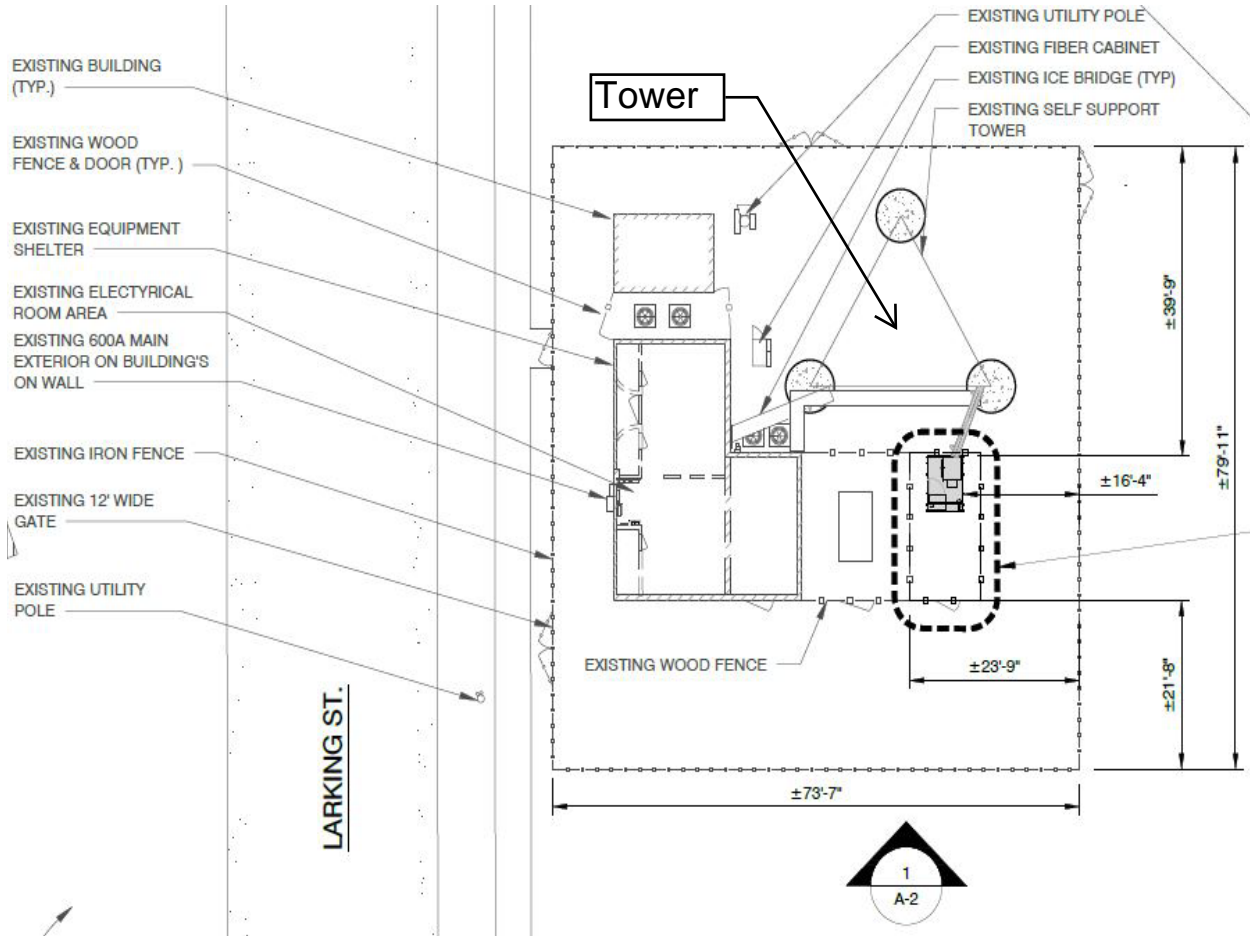 EXISTING BUILDING
(TYP.)
EXISTING WOOD
FENCE & DOOR (TYP. )
EXISTING EQUIPMENT
SHELTER
EXISTING ELECTYRICAL
ROOM AREA
EXISTING 600A MAIN
EXTERIOR ON BUILDING'S
ON WALL
EXISTING IRON FENCE
EXISTING 12' WIDE
GATE
EXISTING UTILITY
POLE
LARKING ST.
Tower
EXISTING UTILITY POLE
EXISTING FIBER CABINET
EXISTING ICE BRIDGE (TYP)
EXISTING SELF SUPPORT
TOWER
±39'-9"
±79'-11"
±16'-4"
EXISTING WOOD FENCE
±23'-9"
±21'-8"
±73'-7"
1
A-2